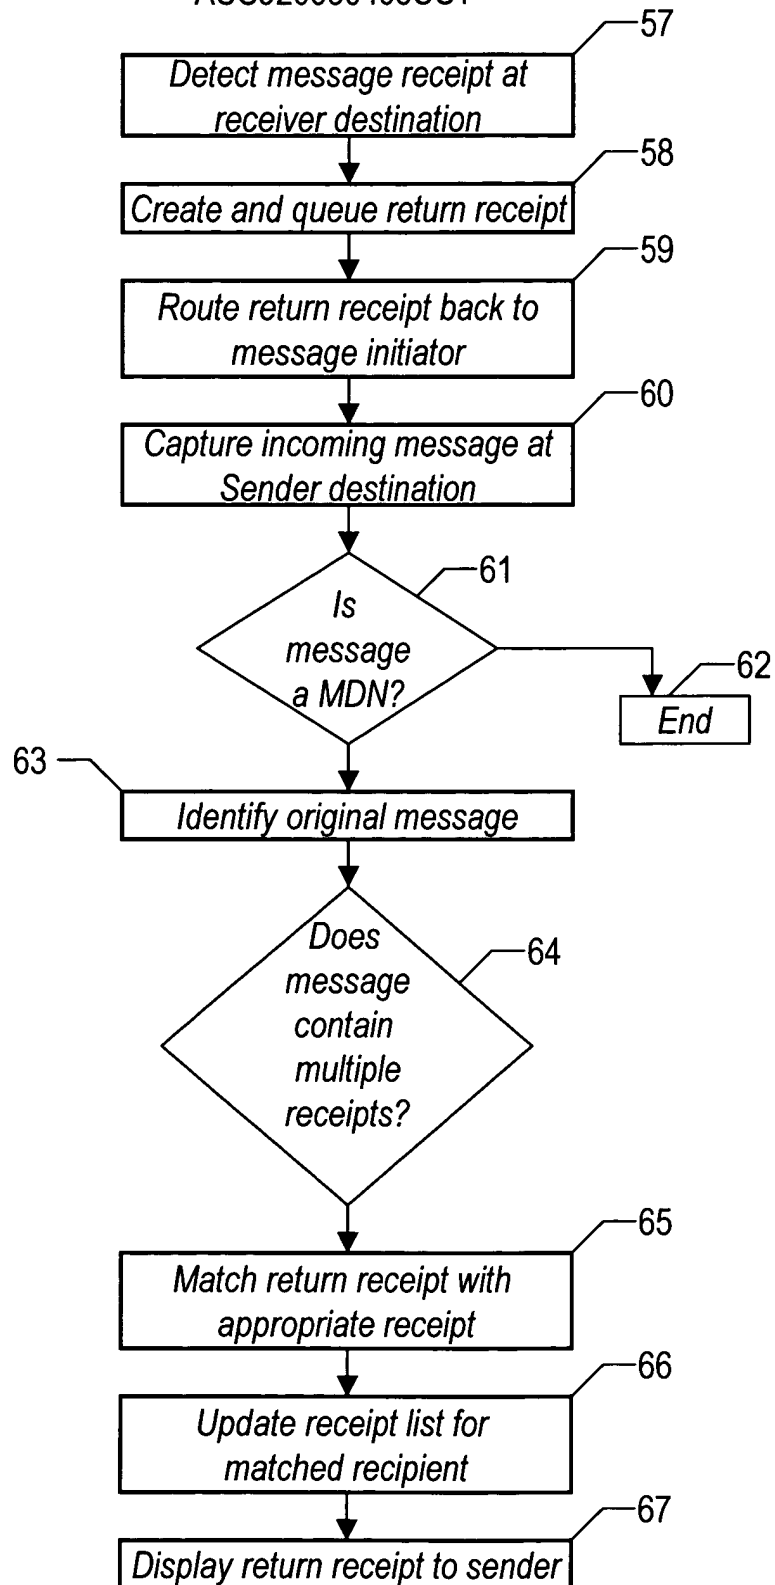 57
Detect message receipt at
receiver destination
58
Create and queue return receipt
59
Route return receipt back to
message initiator
60
Capture incoming message at
Sender destination
61
Is
message
a MDN?
62
End
63
Identify original message
Does
message
contain
multiple
receipts?
64
65
Match return receipt with
appropriate receipt
66
Update receipt list for
matched recipient
67
Display return receipt to sender